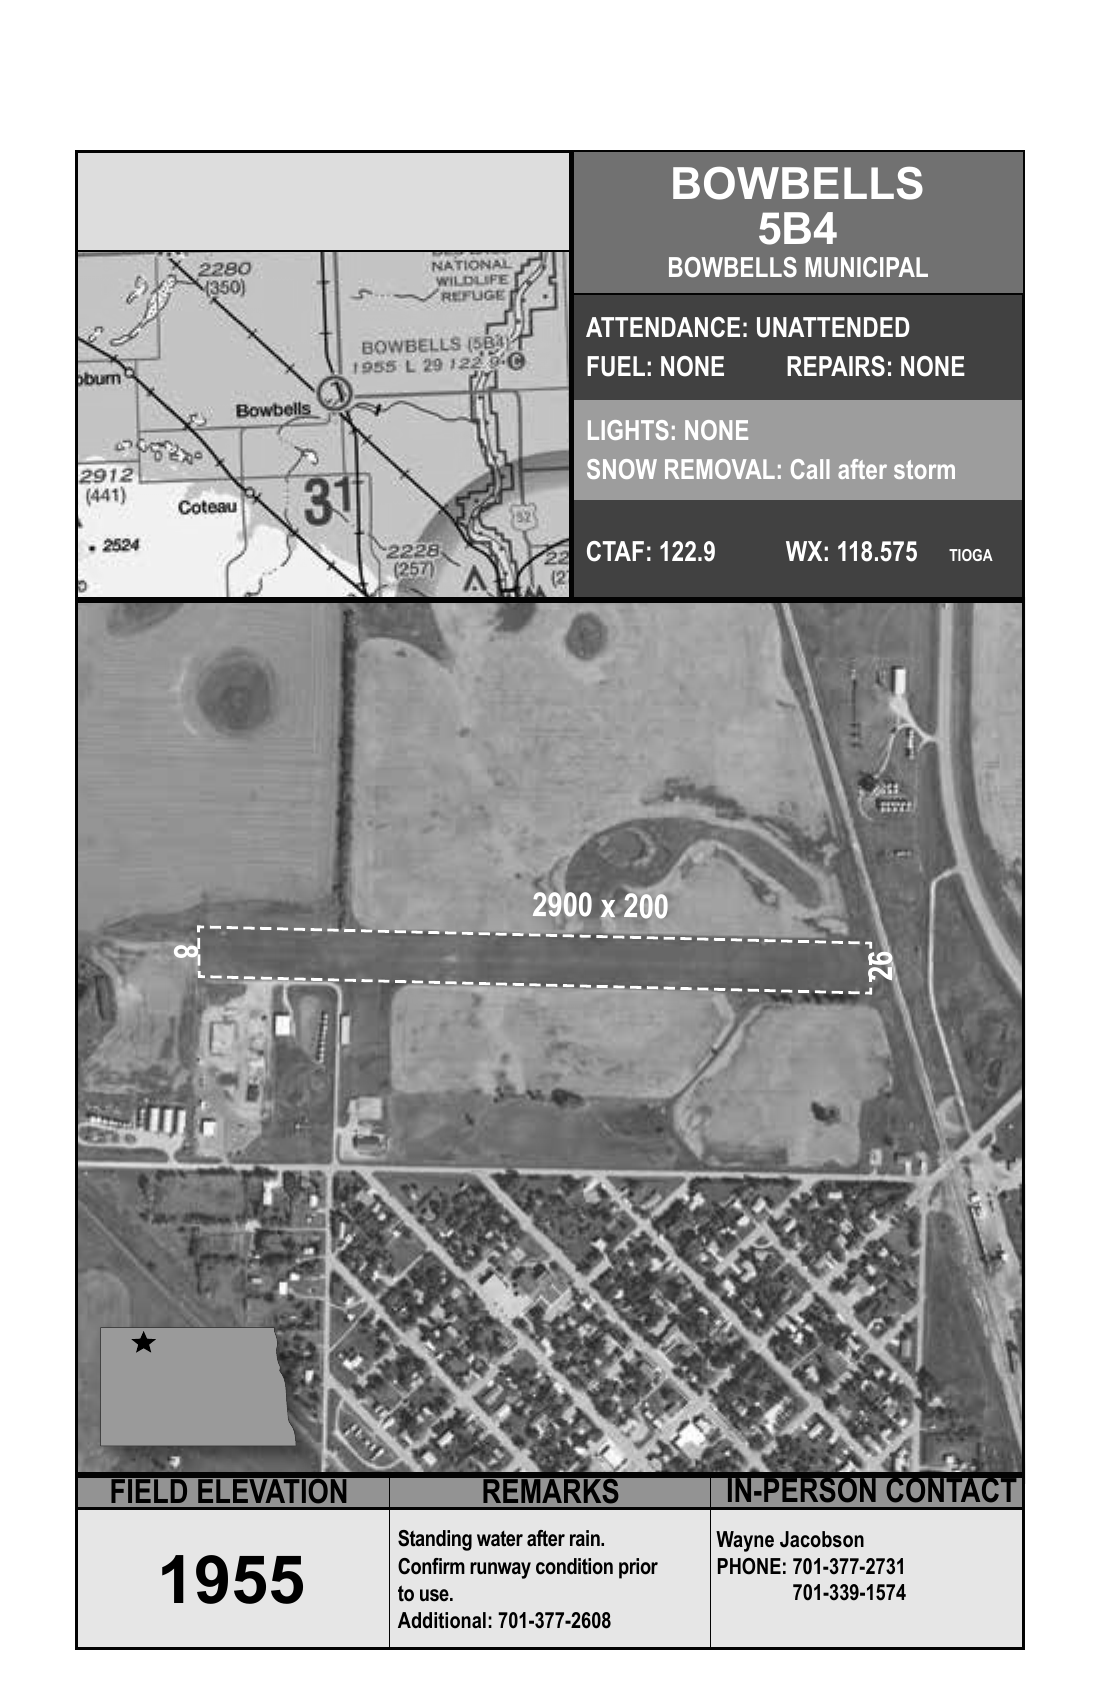 BOWBELLS
5B4
BOWBELLS MUNICIPAL
ATTENDANCE: UNATTENDED
FUEL: NONE REPAIRS: NONE
LIGHTS: NONE
SNOW REMOVAL: Call after storm
CTAF: 122.9 WX: 118.575 TIOGA
2280
(350)
NATIONAL
WILDLIFE
REFUGE
BOWBELLS (5B4)
1955 L 29 122.9 C
oburn
Bowbells
2912
(441)
31
Coteau
52
2524
2228
(257)
22
(2
2900 x 200
8
26
FIELD ELEVATION
1955
REMARKS
Standing water after rain.
Confirm runway condition prior
to use.
Additional: 701-377-2608
IN-PERSON CONTACT
Wayne Jacobson
PHONE: 701-377-2731
701-339-1574